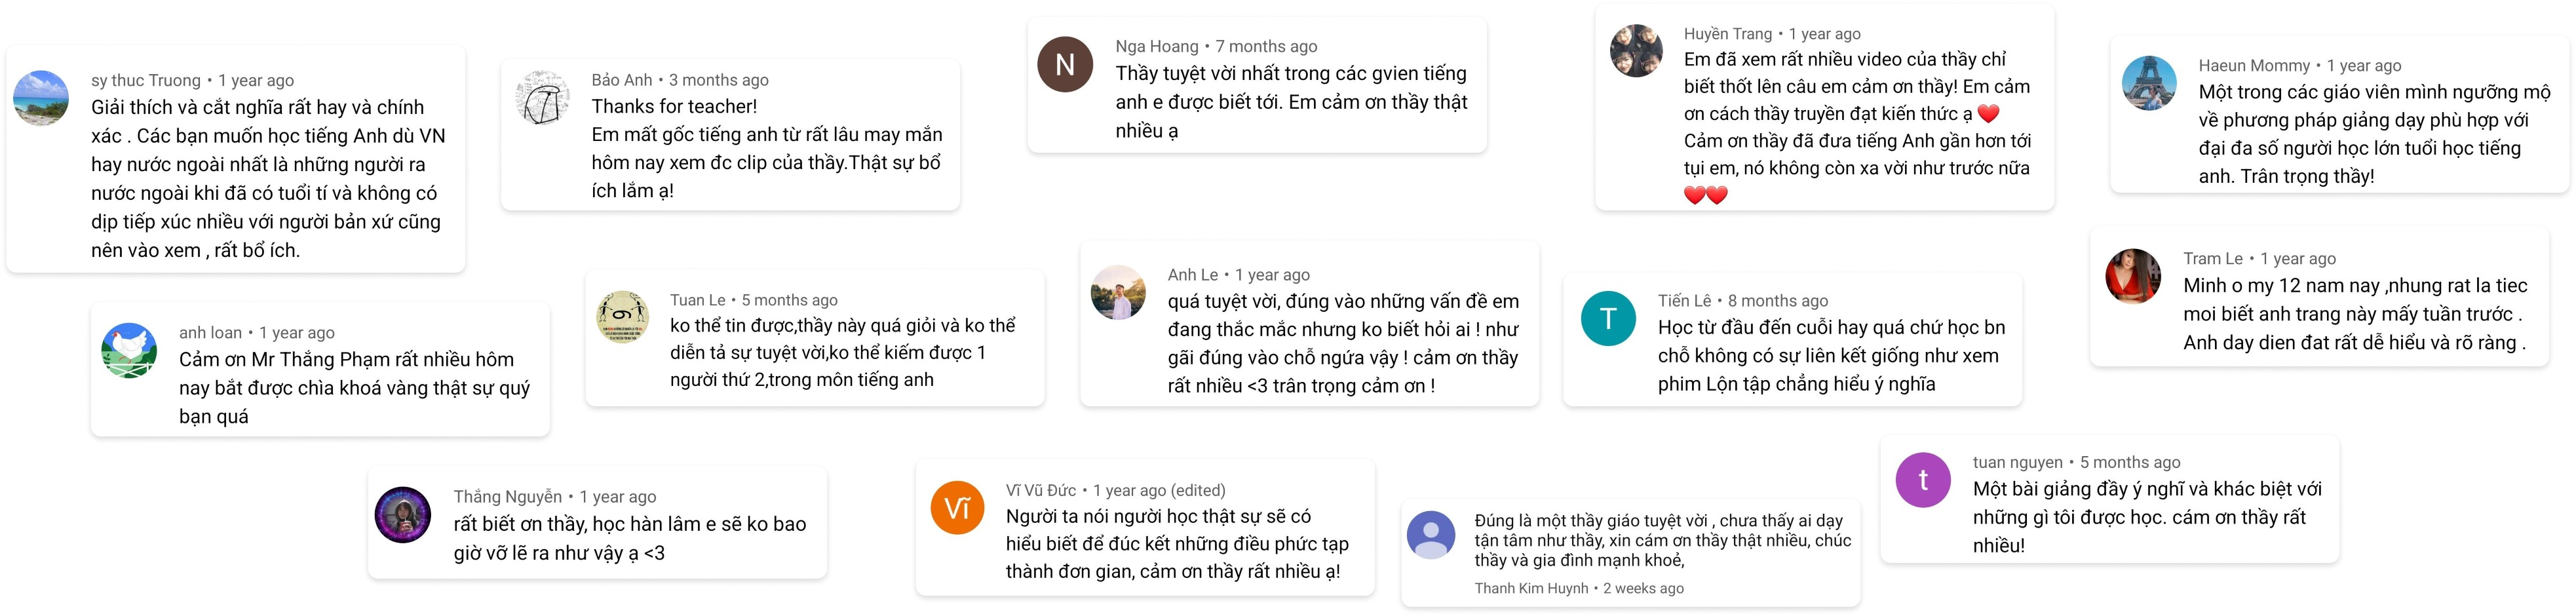 sy thuc Truong • 1 year ago
Giải thích và cắt nghĩa rất hay và chính
xác . Các bạn muốn học tiếng Anh dù VN
hay nước ngoài nhất là những người ra
nước ngoài khi đã có tuổi tí và không có
dịp tiếp xúc nhiều với người bản xứ cũng
nên vào xem , rất bổ ích.
Bảo Anh • 3 months ago
Thanks for teacher!
Em mất gốc tiếng anh từ rất lâu may mắn
hôm nay xem đc clip của thầy.Thật sự bổ
ích lắm ạ!
N
Nga Hoang • 7 months ago
Thầy tuyệt vời nhất trong các gvien tiếng
anh e được biết tới. Em cảm ơn thầy thật
nhiều ạ
Huyền Trang • 1 year ago
Em đã xem rất nhiều video của thầy chỉ
biết thốt lên câu em cảm ơn thầy! Em cảm
ơn cách thầy truyền đạt kiến thức ạ ❤️
Cảm ơn thầy đã đưa tiếng Anh gần hơn tới
tụi em, nó không còn xa vời như trước nữa
❤️❤️
Haeun Mommy • 1 year ago
Một trong các giáo viên mình ngưỡng mộ
về phương pháp giảng dạy phù hợp với
đại đa số người học lớn tuổi học tiếng
anh. Trân trọng thầy!
anh loan • 1 year ago
Cảm ơn Mr Thắng Phạm rất nhiều hôm
nay bắt được chìa khoá vàng thật sự quý
bạn quá
Tuan Le • 5 months ago
ko thể tin được,thầy này quá giỏi và ko thể
diễn tả sự tuyệt vời,ko thể kiếm được 1
người thứ 2,trong môn tiếng anh
Anh Le • 1 year ago
quá tuyệt vời, đúng vào những vấn đề em
đang thắc mắc nhưng ko biết hỏi ai ! như
gãi đúng vào chỗ ngứa vậy ! cảm ơn thầy
rất nhiều <3 trân trọng cảm ơn !
T
Tiến Lê • 8 months ago
Học từ đầu đến cuối hay quá chứ học bn
chỗ không có sự liên kết giống như xem
phim Lộn tập chẳng hiểu ý nghĩa
Tram Le • 1 year ago
Minh o my 12 nam nay ,nhung rat la tiec
moi biết anh trang này mấy tuần trước .
Anh day dien đat rất dễ hiểu và rõ ràng .
Thắng Nguyễn • 1 year ago
rất biết ơn thầy, học hàn lâm e sẽ ko bao
giờ vỡ lẽ ra như vậy ạ <3
Vĩ
Vĩ Vũ Đức • 1 year ago (edited)
Người ta nói người học thật sự sẽ có
hiểu biết để đúc kết những điều phức tạp
thành đơn gian, cảm ơn thầy rất nhiều ạ!
Đúng là một thầy giáo tuyệt vời , chưa thấy ai dạy
tận tâm như thầy, xin cám ơn thầy thật nhiều, chúc
thầy và gia đình mạnh khoẻ,
Thanh Kim Huynh • 2 weeks ago
t
tuan nguyen • 5 months ago
Một bài giảng đầy ý nghĩ và khác biệt với
những gì tôi được học. cám ơn thầy rất
nhiều!